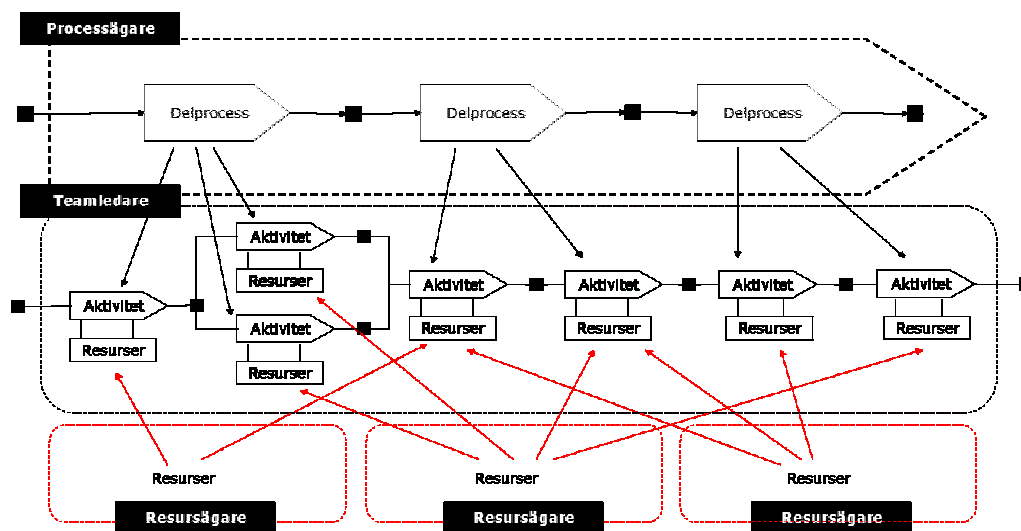 Processägare
Delprocess
Delprocess
Delprocess
Teamledare
Aktivitet
Resurser
Aktivitet
Resurser
Aktivitet
Resurser
Aktivitet
Resurser
Aktivitet
Resurser
Aktivitet
Resurser
Aktivitet
Resurser
Resurser
Resurser
Resurser
Resursägare
Resursägare
Resursägare